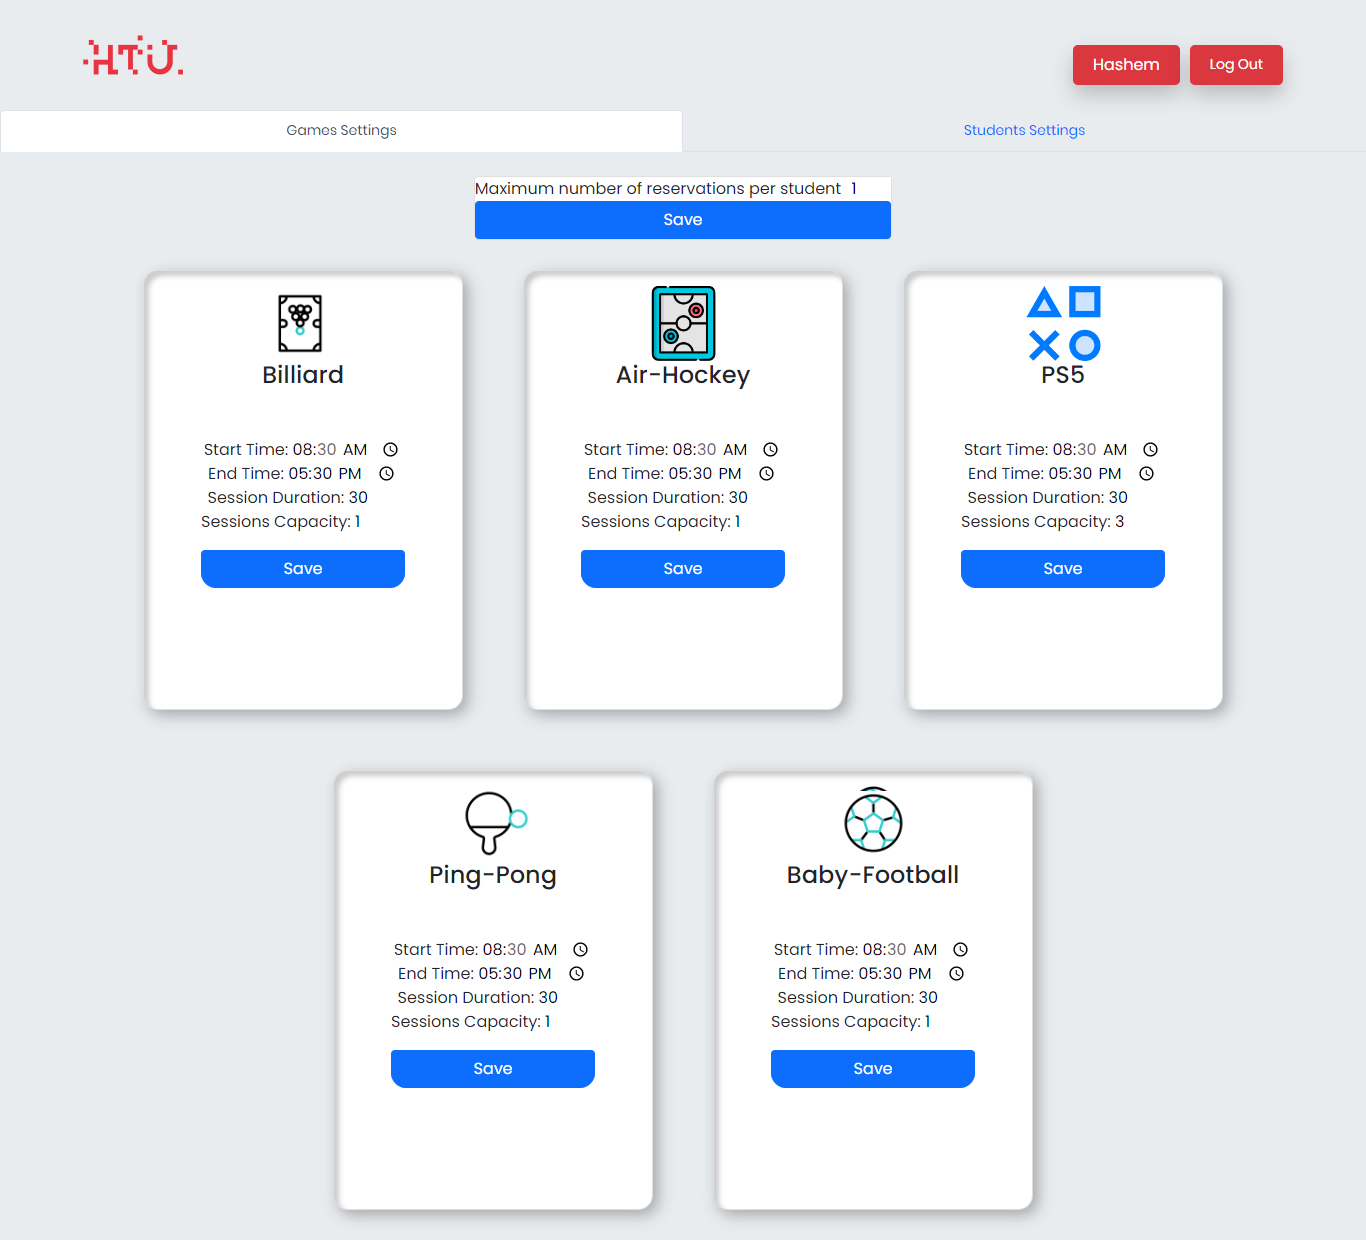 HTU
Hashem
Log Out
Games Settings
Students Settings
Maximum number of reservations per student 1
Save
Billiard
Start Time: 08:30 AM
End Time: 05:30 PM
Session Duration: 30
Sessions Capacity: 1
Save
Air-Hockey
Start Time: 08:30 AM
End Time: 05:30 PM
Session Duration: 30
Sessions Capacity: 1
Save
PS5
Start Time: 08:30 AM
End Time: 05:30 PM
Session Duration: 30
Sessions Capacity: 3
Save
Ping-Pong
Start Time: 08:30 AM
End Time: 05:30 PM
Session Duration: 30
Sessions Capacity: 1
Save
Baby-Football
Start Time: 08:30 AM
End Time: 05:30 PM
Session Duration: 30
Sessions Capacity: 1
Save